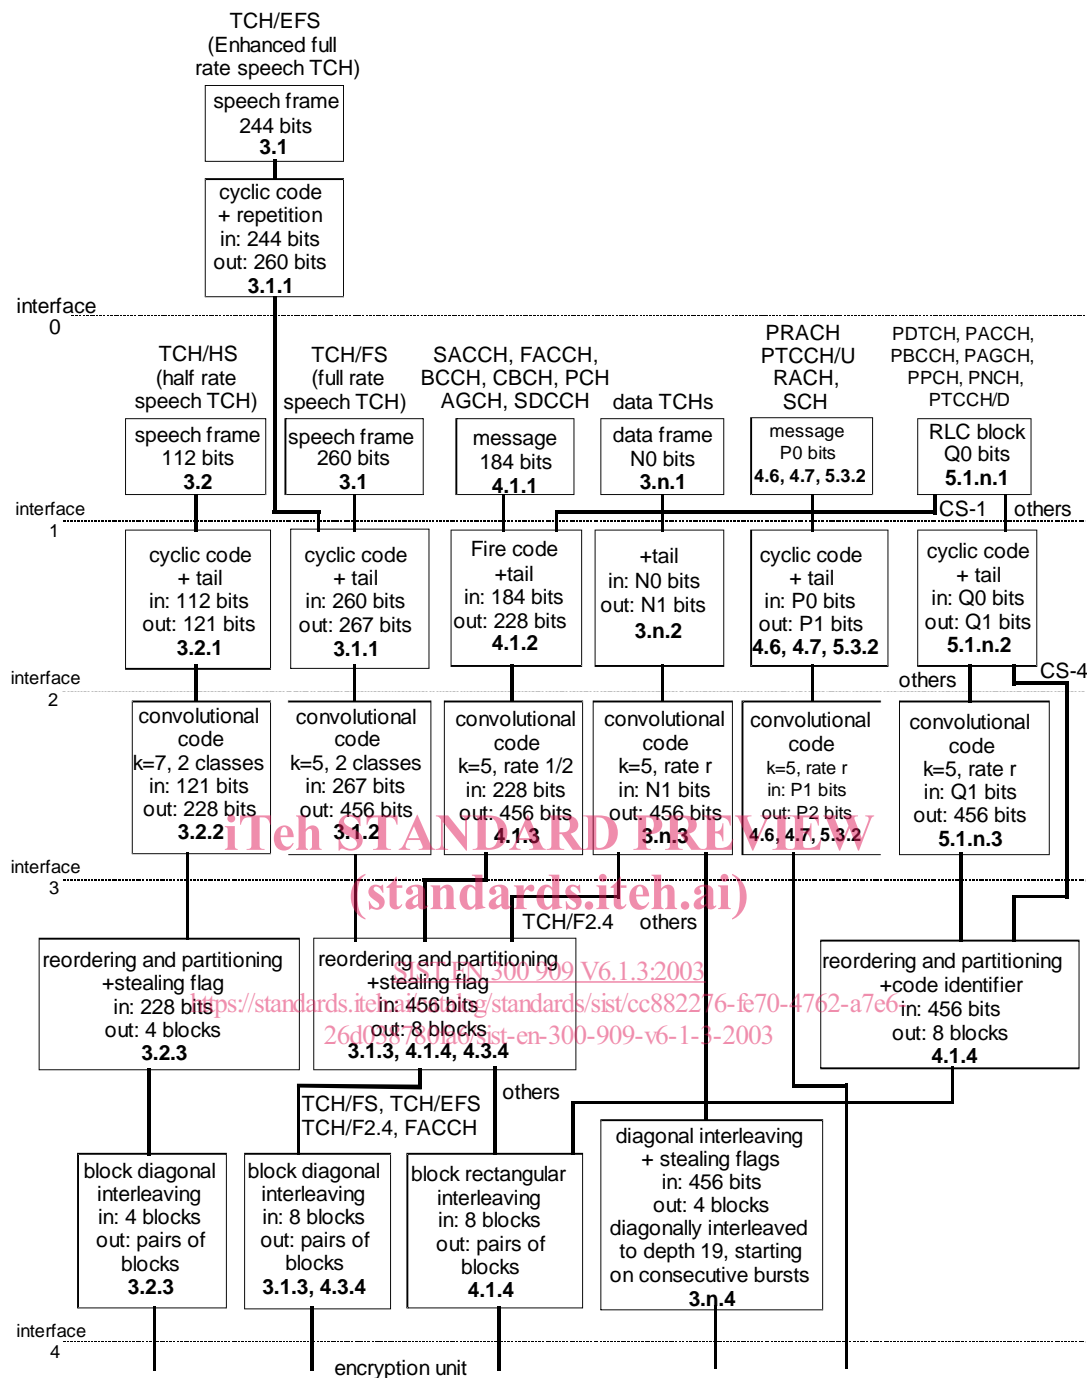 TCH/EFS
(Enhanced full
rate speech TCH)
speech frame
244 bits
3.1
cyclic code
+ repetition
in: 244 bits
out: 260 bits
3.1.1
interface
0
TCH/HS
(half rate
speech TCH)
speech frame
112 bits
3.2
TCH/FS
(full rate
speech TCH)
speech frame
260 bits
3.1
SACCH, FACCH,
BCCH, CBCH, PCH
AGCH, SDCCH
message
184 bits
4.1.1
data TCHs
data frame
N0 bits
3.n.1
PRACH
PTCCH/U
RACH,
SCH
message
P0 bits
4.6, 4.7, 5.3.2
PDTCH, PACCH,
PBCCH, PAGCH,
PPCH, PNCH,
PTCCH/D
RLC block
Q0 bits
5.1.n.1
CS-1
others
interface
1
cyclic code
+ tail
in: 112 bits
out: 121 bits
3.2.1
cyclic code
+ tail
in: 260 bits
out: 267 bits
3.1.1
Fire code
+tail
in: 184 bits
out: 228 bits
4.1.2
+tail
in: N0 bits
out: N1 bits
3.n.2
cyclic code
+ tail
in: P0 bits
out: P1 bits
4.6, 4.7, 5.3.2
cyclic code
+ tail
in: Q0 bits
out: Q1 bits
5.1.n.2
others
CS-4
interface
2
convolutional
code
k=7, 2 classes
in: 121 bits
out: 228 bits
3.2.2
convolutional
code
k=5, 2 classes
in: 267 bits
out: 456 bits
3.1.2
convolutional
code
k=5, rate 1/2
in: 228 bits
out: 456 bits
4.1.3
convolutional
code
k=5, rate r
in: N1 bits
out: 456 bits
3.n.3
convolutional
code
k=5, rate r
in: P1 bits
out: P2 bits
4.6, 4.7, 5.3.2
convolutional
code
k=5, rate r
in: Q1 bits
out: 456 bits
5.1.n.3
iTeh STANDARD PREVIEW
(standards.iteh.ai)
interface
3
TCH/F2.4
others
reordering and partitioning
+stealing flag
in: 228 bits
out: 4 blocks
3.2.3
reordering and partitioning
+stealing flag
in: 456 bits
out: 8 blocks
3.1.3, 4.1.4, 4.3.4
reordering and partitioning
+code identifier
in: 456 bits
out: 8 blocks
4.1.4
SIST EN 300 909 V6.1.3:2003
TCH/FS, TCH/EFS
TCH/F2.4, FACCH
others
block diagonal
interleaving
in: 4 blocks
out: pairs of
blocks
3.2.3
block diagonal
interleaving
in: 8 blocks
out: pairs of
blocks
3.1.3, 4.3.4
block rectangular
interleaving
in: 8 blocks
out: pairs of
blocks
4.1.4
diagonal interleaving
+ stealing flags
in: 456 bits
out: 4 blocks
diagonally interleaved
to depth 19, starting
on consecutive bursts
3.n.4
interface
4
encryption unit